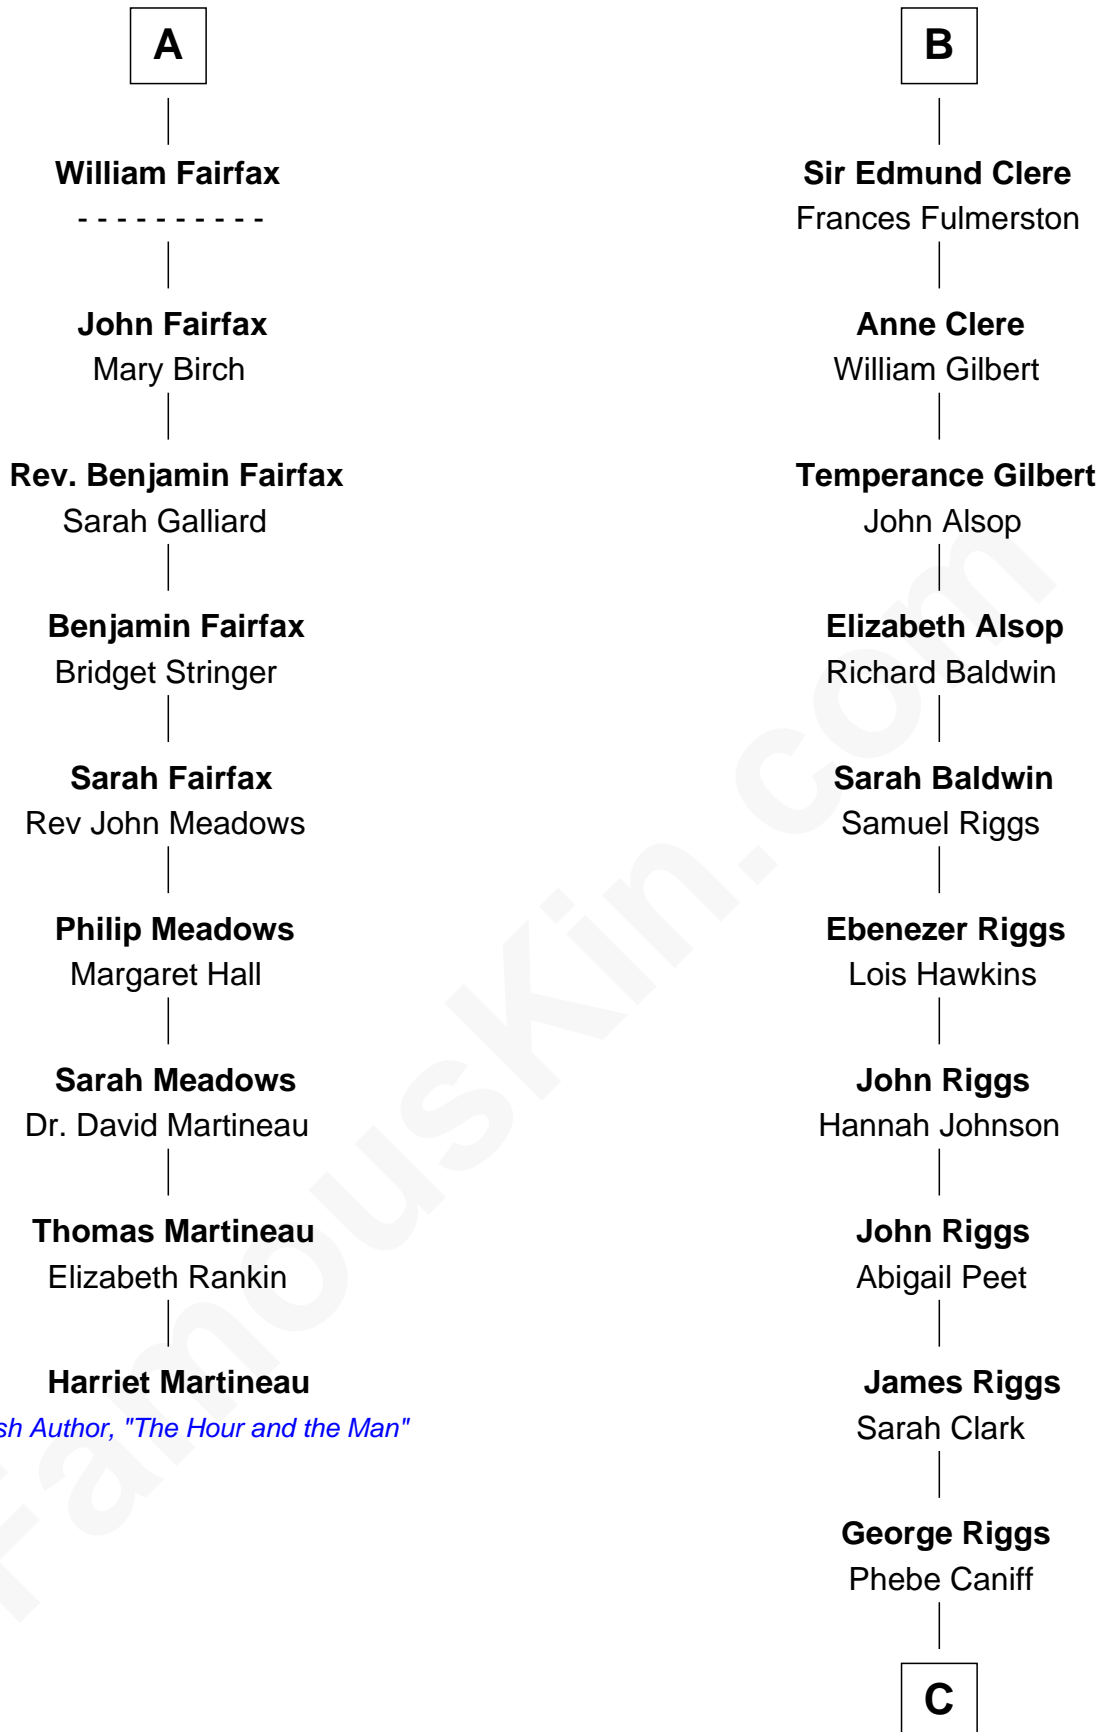 A
William Fairfax
- - - - - - - - - -
John Fairfax
Mary Birch
Rev. Benjamin Fairfax
Sarah Galliard
Benjamin Fairfax
Bridget Stringer
Sarah Fairfax
Rev John Meadows
Philip Meadows
Margaret Hall
Sarah Meadows
Dr. David Martineau
Thomas Martineau
Elizabeth Rankin
Harriet Martineau
sh Author, "The Hour and the Man"
B
Sir Edmund Clere
Frances Fulmerston
Anne Clere
William Gilbert
Temperance Gilbert
John Alsop
Elizabeth Alsop
Richard Baldwin
Sarah Baldwin
Samuel Riggs
Ebenezer Riggs
Lois Hawkins
John Riggs
Hannah Johnson
John Riggs
Abigail Peet
James Riggs
Sarah Clark
George Riggs
Phebe Caniff
C
FamousKin.com